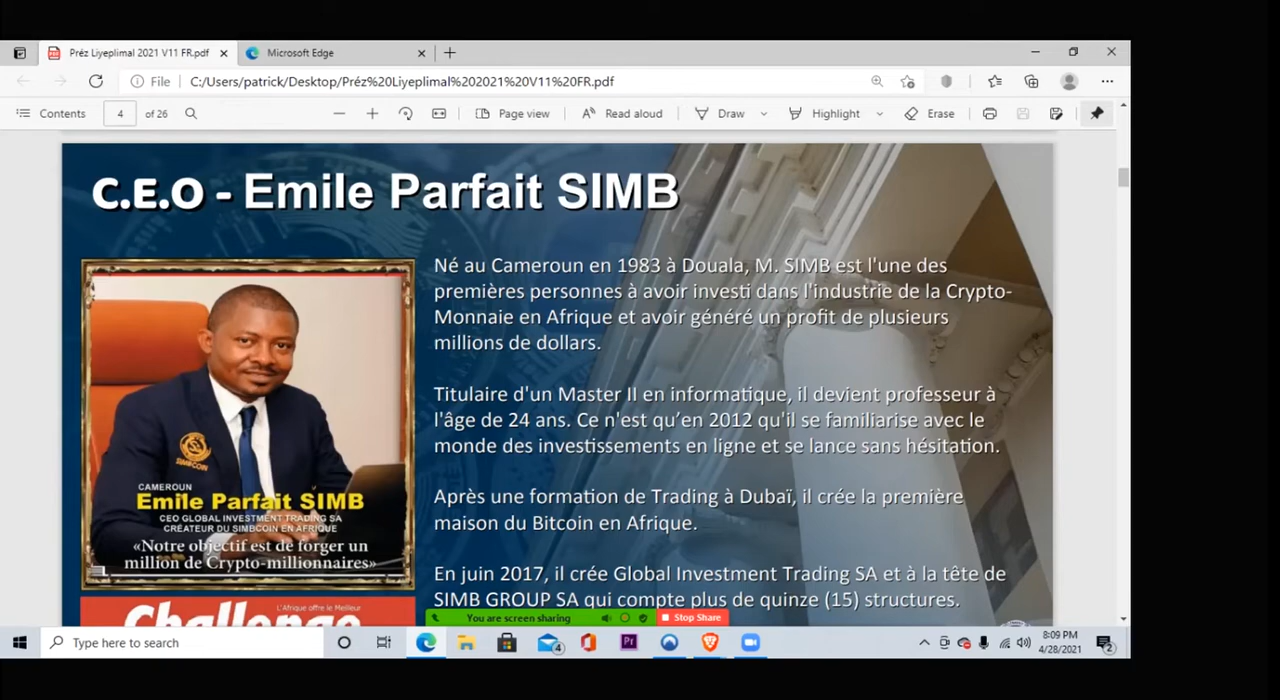 Préz Liyeplimal 2021 V11 FR.pdf
Microsoft Edge
File
C:/Users/patrick/Desktop/Préz%20Liyeplimal%202021%20V11%20FR.pdf
Contents
4
of 26
Page view
Read aloud
Draw
Highlight
Erase
C.E.O - Emile Parfait SIMB
Né au Cameroun en 1983 à Douala, M. SIMB est l'une des
premières personnes à avoir investi dans l'industrie de la Crypto-
Monnaie en Afrique et avoir généré un profit de plusieurs
millions de dollars.
Titulaire d'un Master II en informatique, il devient professeur à
l'âge de 24 ans. Ce n'est qu’en 2012 qu'il se familiarise avec le
monde des investissements en ligne et se lance sans hésitation.
Après une formation de Trading à Dubaï, il crée la première
maison du Bitcoin en Afrique.
En juin 2017, il crée Global Investment Trading SA et à la tête de
SIMB GROUP SA qui compte plus de quinze (15) structures.
SIMBCOIN
CAMEROUN
Emile Parfait SIMB
CEO GLOBAL INVESTMENT TRADING SA
CRÉATEUR DU SIMBCOIN EN AFRIQUE
«Notre objectif est de forger un
million de Crypto-millionnaires»
L'Afrique offre le Meilleur
Challenge
You are screen sharing
Stop Share
Type here to search
4
Pr
8:09 PM
4/28/2021
2